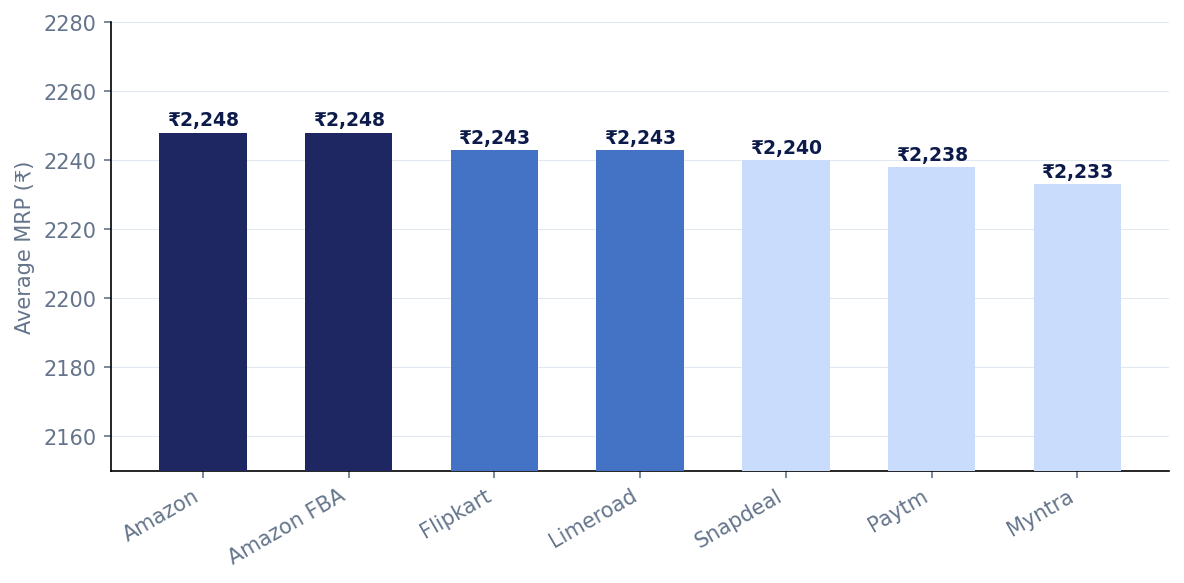 Average MRP (₹)
2280
2260
2240
2220
2200
2180
2160
₹2,248
₹2,248
₹2,243
₹2,243
₹2,240
₹2,238
₹2,233
Amazon
Amazon FBA
Flipkart
Limeroad
Snapdeal
Paytm
Myntra